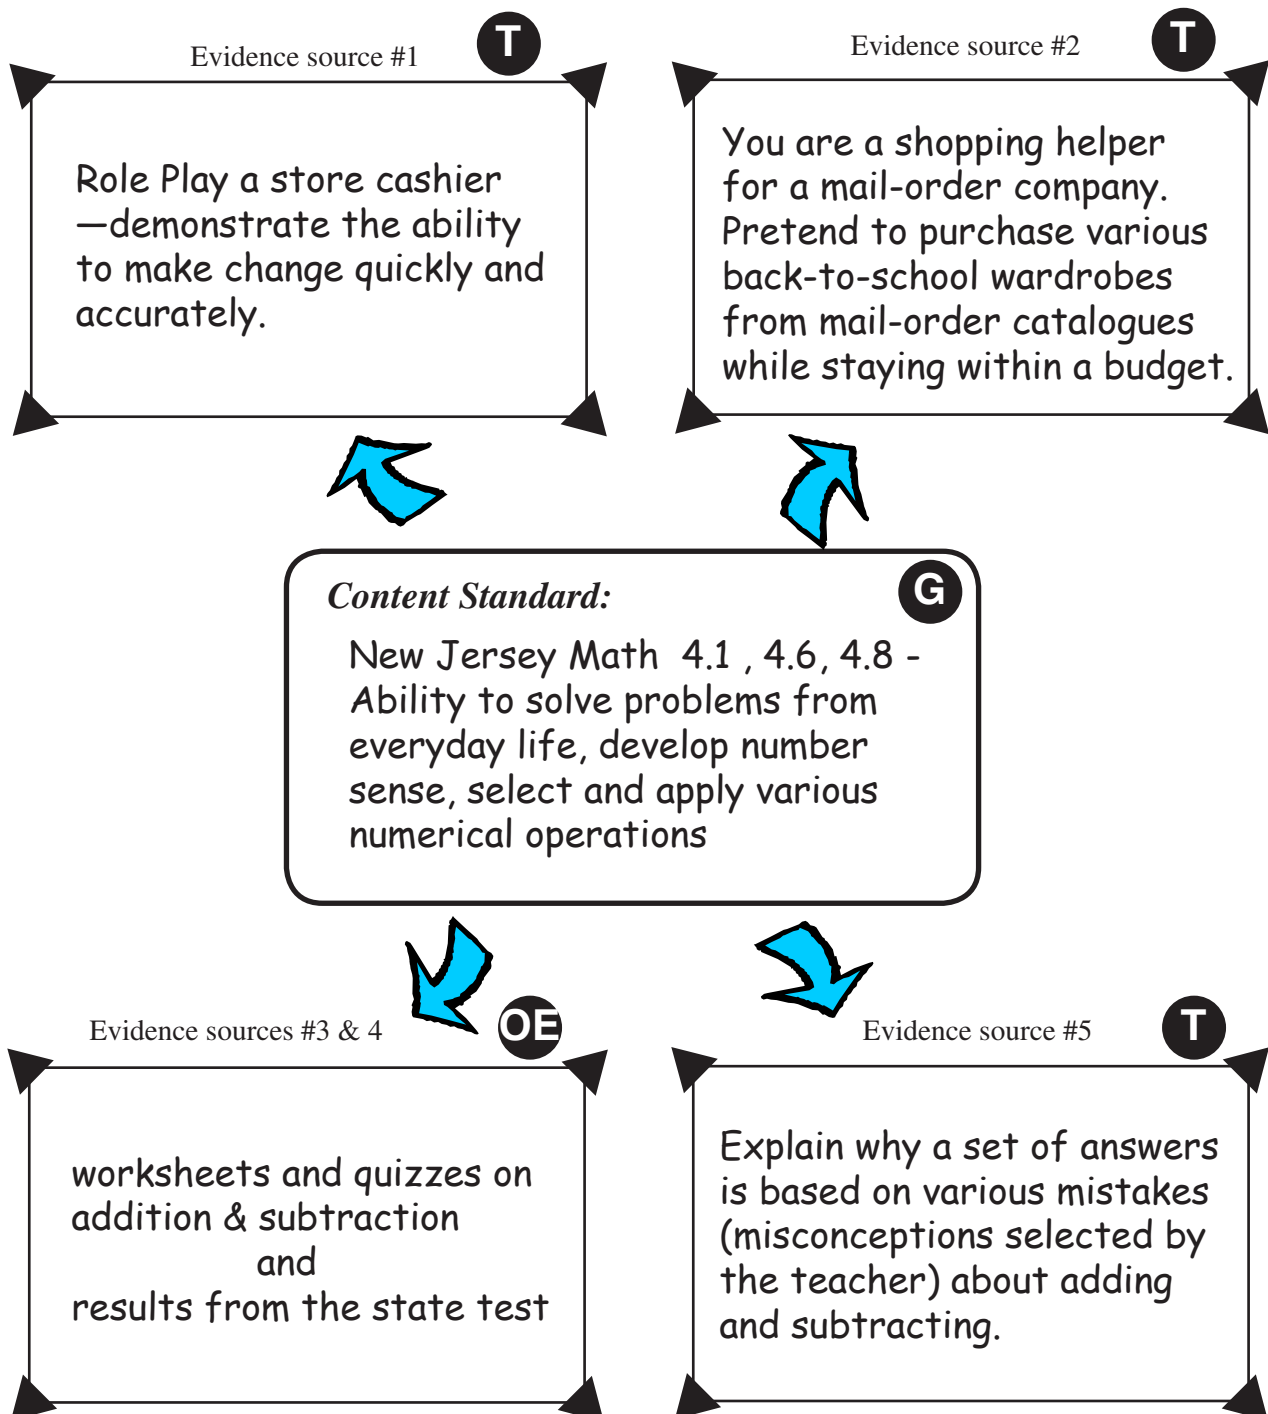 Evidence source #1
T
Role Play a store cashier
—demonstrate the ability
to make change quickly and
accurately.
Evidence source #2
T
You are a shopping helper
for a mail-order company.
Pretend to purchase various
back-to-school wardrobes
from mail-order catalogues
while staying within a budget.
Content Standard:
G
New Jersey Math 4.1 , 4.6, 4.8 -
Ability to solve problems from
everyday life, develop number
sense, select and apply various
numerical operations
Evidence sources #3 & 4
OE
worksheets and quizzes on
addition & subtraction
and
results from the state test
Evidence source #5
T
Explain why a set of answers
is based on various mistakes
(misconceptions selected by
the teacher) about adding
and subtracting.